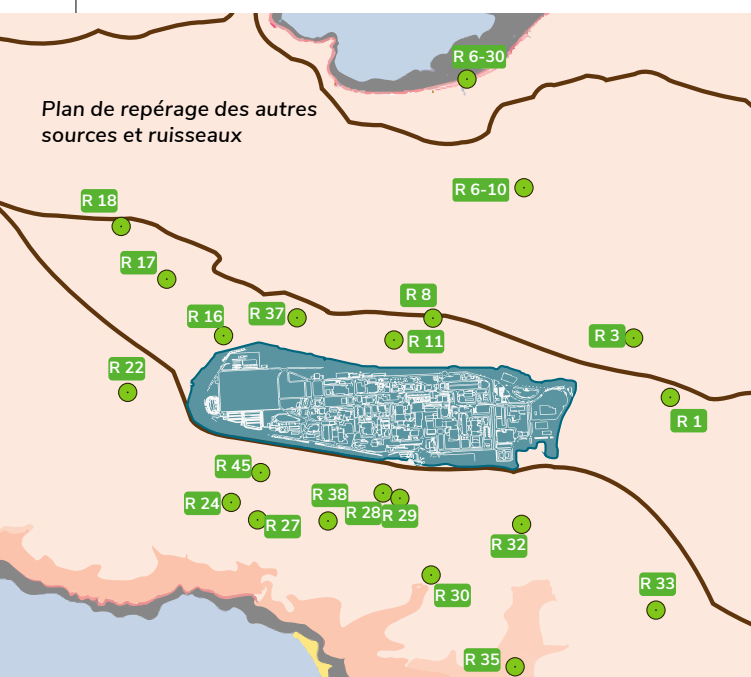 R 6-30
Plan de repérage des autres
sources et ruisseaux
R 6-10
R 18
R 17
R 8
R 37
R 16
R 3
R 11
R 22
R 1
R 45
R 38
R 24
R 28
R 29
R 27
R 32
R 33
R 30
R 35